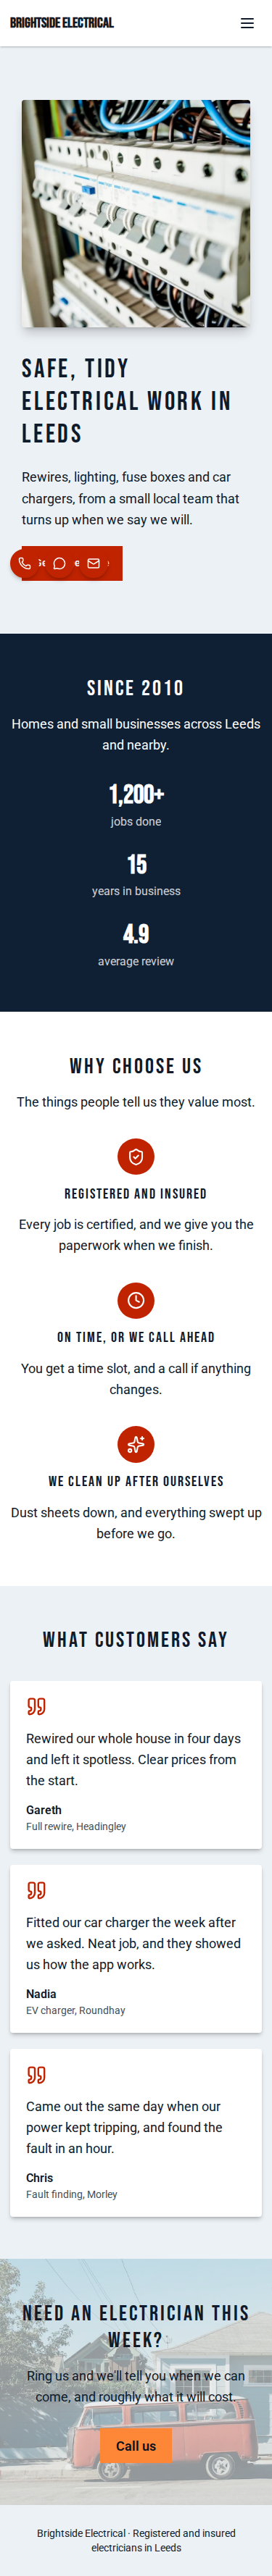 BRIGHTSIDE ELECTRICAL
SAFE, TIDY
ELECTRICAL WORK IN
LEEDS
Rewires, lighting, fuse boxes and car
chargers, from a small local team that
turns up when we say we will.
SINCE 2010
Homes and small businesses across Leeds
and nearby.
1,200+
jobs done
15
years in business
4.9
average review
WHY CHOOSE US
The things people tell us they value most.
REGISTERED AND INSURED
Every job is certified, and we give you the
paperwork when we finish.
ON TIME, OR WE CALL AHEAD
You get a time slot, and a call if anything
changes.
WE CLEAN UP AFTER OURSELVES
Dust sheets down, and everything swept up
before we go.
WHAT CUSTOMERS SAY
Rewired our whole house in four days
and left it spotless. Clear prices from
the start.
Gareth
Full rewire, Headingley
Fitted our car charger the week after
we asked. Neat job, and they showed
us how the app works.
Nadia
EV charger, Roundhay
Came out the same day when our
power kept tripping, and found the
fault in an hour.
Chris
Fault finding, Morley
NEED AN ELECTRICIAN THIS
WEEK?
Ring us and we'll tell you when we can
come, and roughly what it will cost.
Call us
Brightside Electrical · Registered and insured
electricians in Leeds